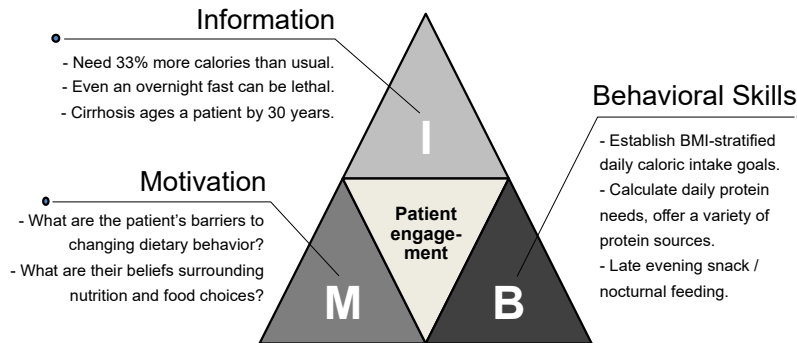 Information
- Need 33% more calories than usual.
- Even an overnight fast can be lethal.
- Cirrhosis ages a patient by 30 years.
I
Behavioral Skills
- Establish BMI-stratified
daily caloric intake goals.
- Calculate daily protein
needs, offer a variety of
protein sources.
- Late evening snack /
nocturnal feeding.
Motivation
- What are the patient’s barriers to
changing dietary behavior?
- What are their beliefs surrounding
nutrition and food choices?
Patient
engage-
ment
M
B